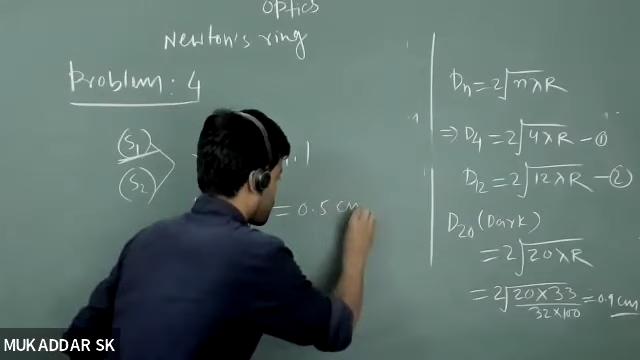 optics
Newton's ring
Problem: 4
(S₁)
(S₂)
= 0.5 cm
Dn = 2√nλR
⇒ D₄ = 2√4λR - ①
D₁₂ = 2√12λR - ②
D₂₀ (Dark)
= 2√20λR
= 2√20×33/32×100 = 0.9 cm
MUKADDAR SK